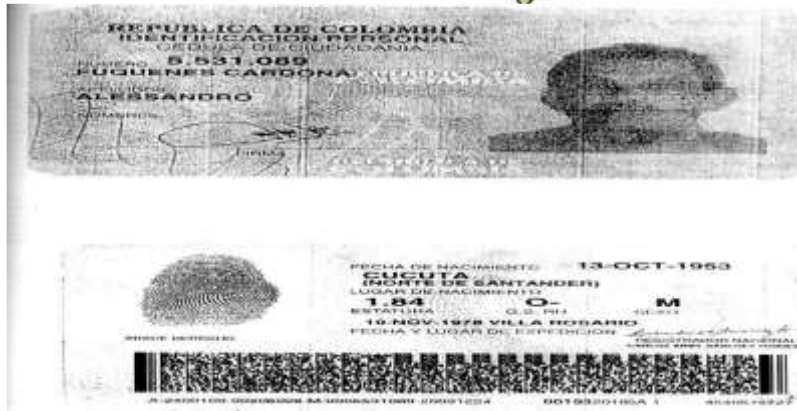 REPUBLICA DE COLOMBIA
IDENTIFICACION PERSONAL
CEDULA DE CIUDADANIA
NUMERO 5.531.089
FUQUENES CARDONA
APELLIDOS
ALESSANDRO
NOMBRES
FIRMA
FECHA DE NACIMIENTO 13-OCT-1953
CUCUTA
(NORTE DE SANTANDER)
LUGAR DE NACIMIENTO
1.84 O- M
ESTATURA G.S. RH SEXO
10-NOV-1978 VILLA ROSARIO
FECHA Y LUGAR DE EXPEDICION
INDICE DERECHO
REGISTRADOR NACIONAL